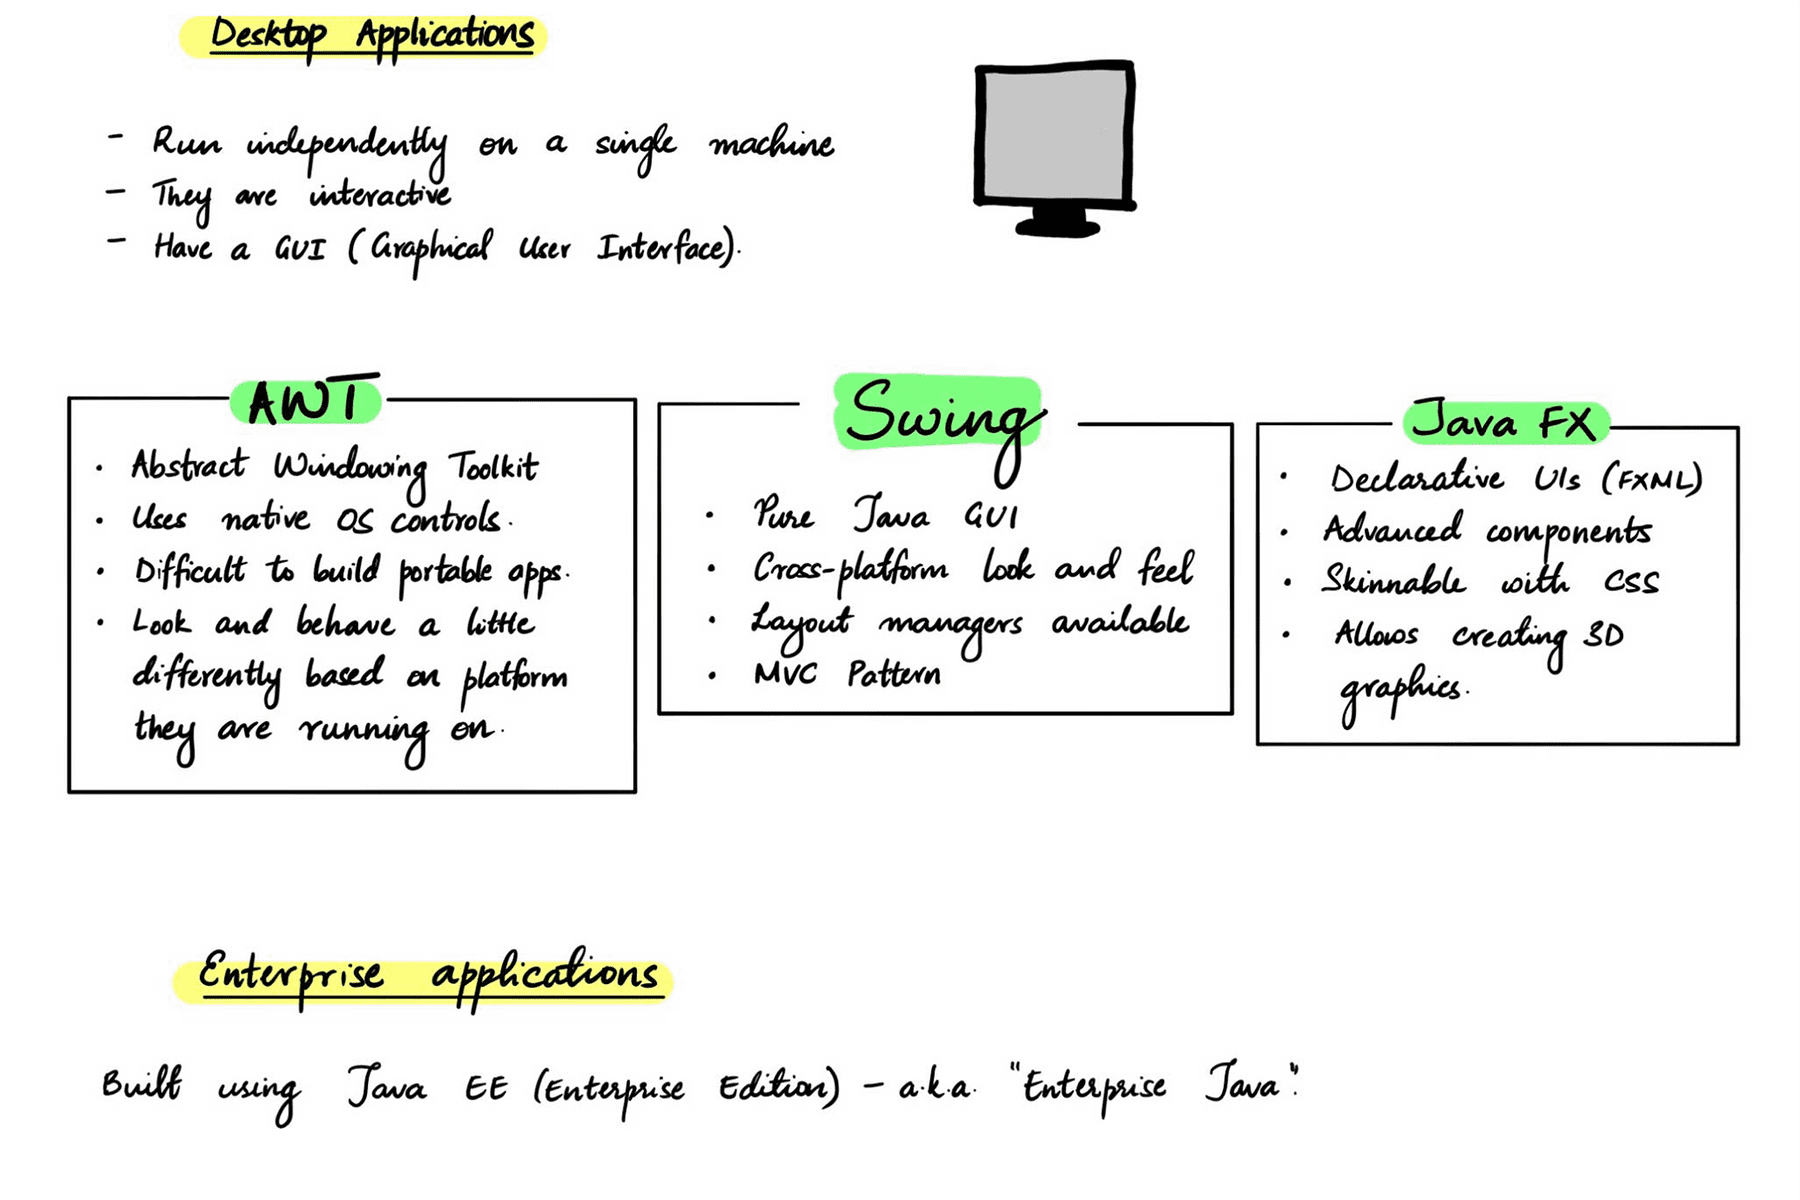 Desktop Applications
- Run independently on a single machine
- They are interactive
- Have a GUI (Graphical User Interface).
AWT
• Abstract Windowing Toolkit
• Uses native OS controls.
• Difficult to build portable apps.
• Look and behave a little
differently based on platform
they are running on.
Swing
• Pure Java GUI
• Cross-platform look and feel
• Layout managers available
• MVC Pattern
Java FX
• Declarative UIs (FXML)
• Advanced components
• Skinnable with CSS
• Allows creating 3D
graphics.
Enterprise applications
Built using Java EE (Enterprise Edition) - a.k.a. "Enterprise Java".